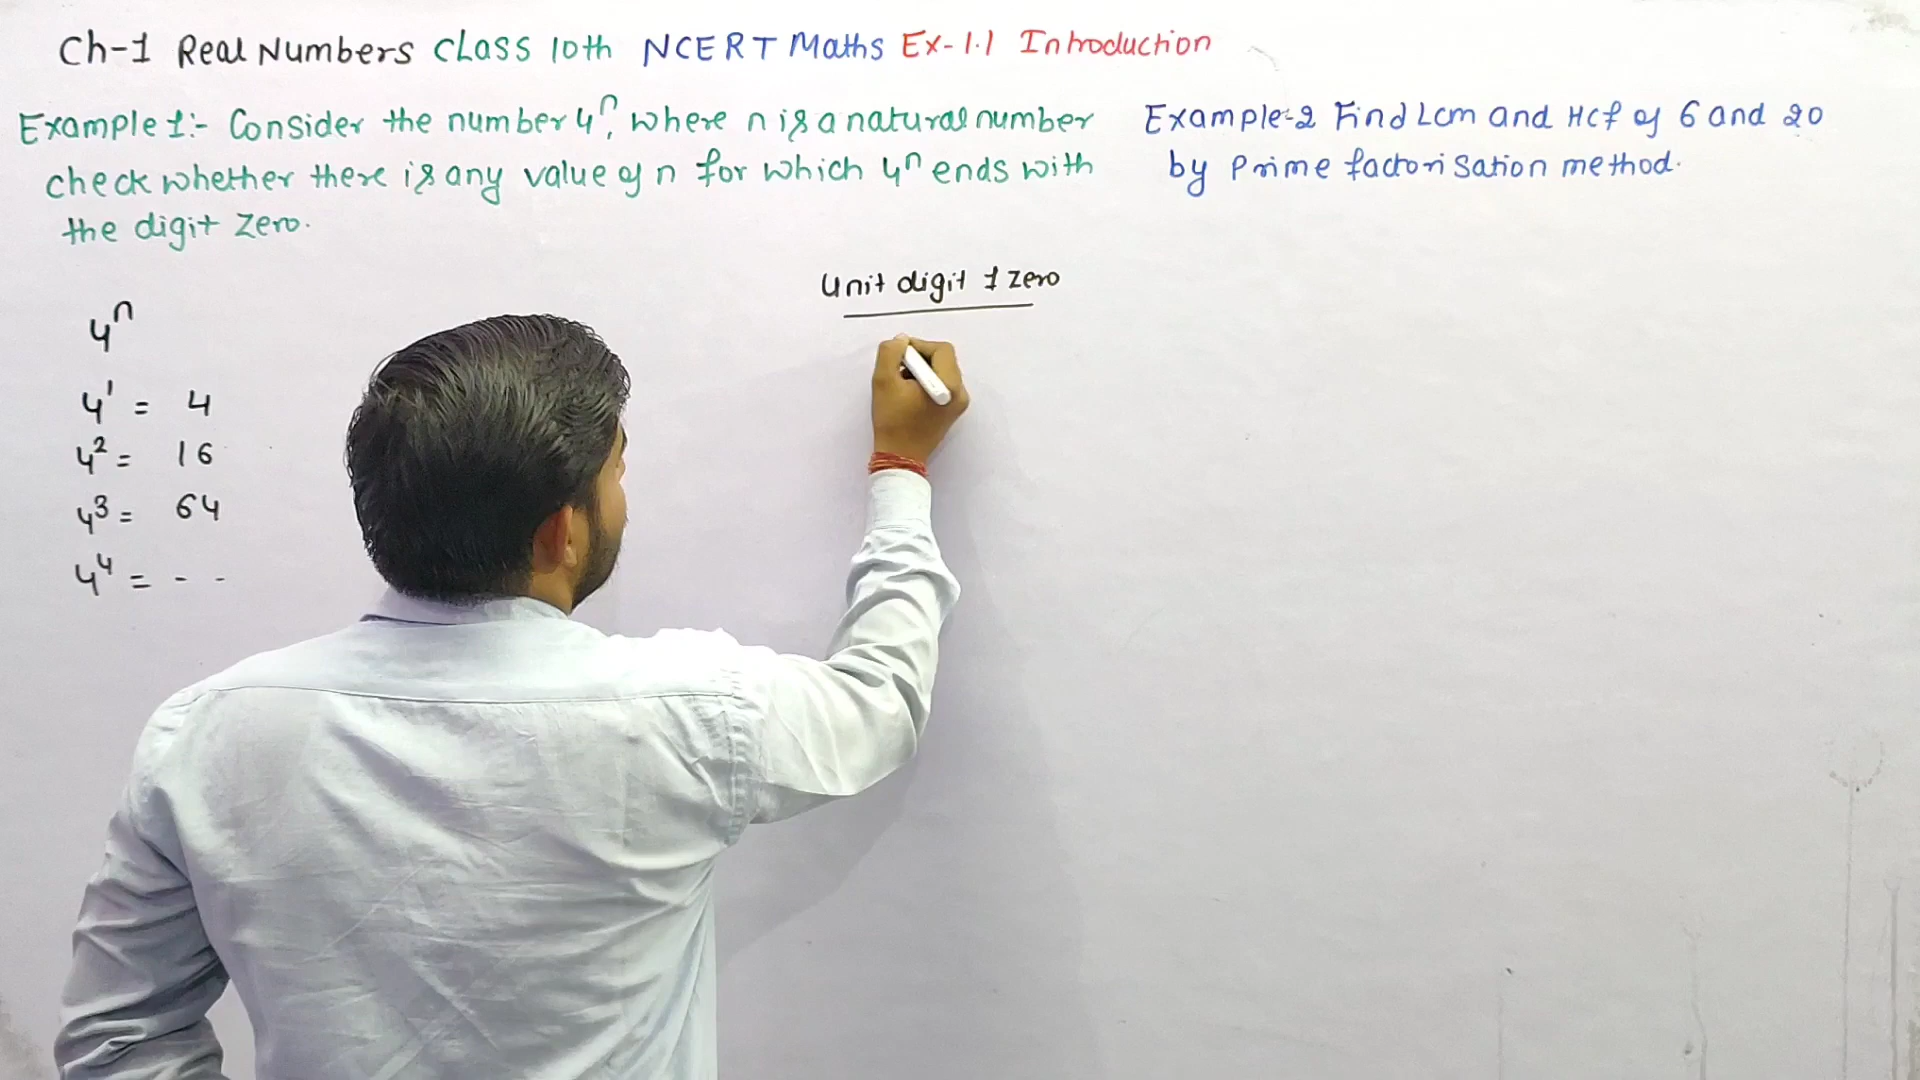 Ch-1 Real Numbers Class 10th NCERT Maths Ex-1.1 Introduction
Example 1:- Consider the number 4ⁿ, where n is a natural number
check whether there is any value of n for which 4ⁿ ends with
the digit Zero.
Example-2 Find Lcm and HCf of 6 and 20
by Prime factorisation method.
Unit digit 1 Zero
4ⁿ
4¹ = 4
4² = 16
4³ = 64
4⁴ = - -